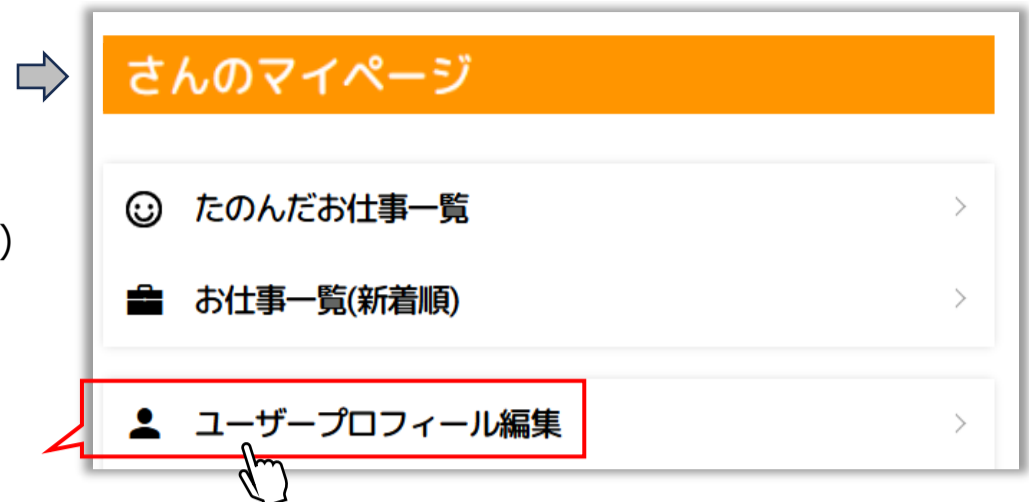 さんのマイページ
たのんだお仕事一覧
)
お仕事一覧(新着順)
ユーザープロフィール編集